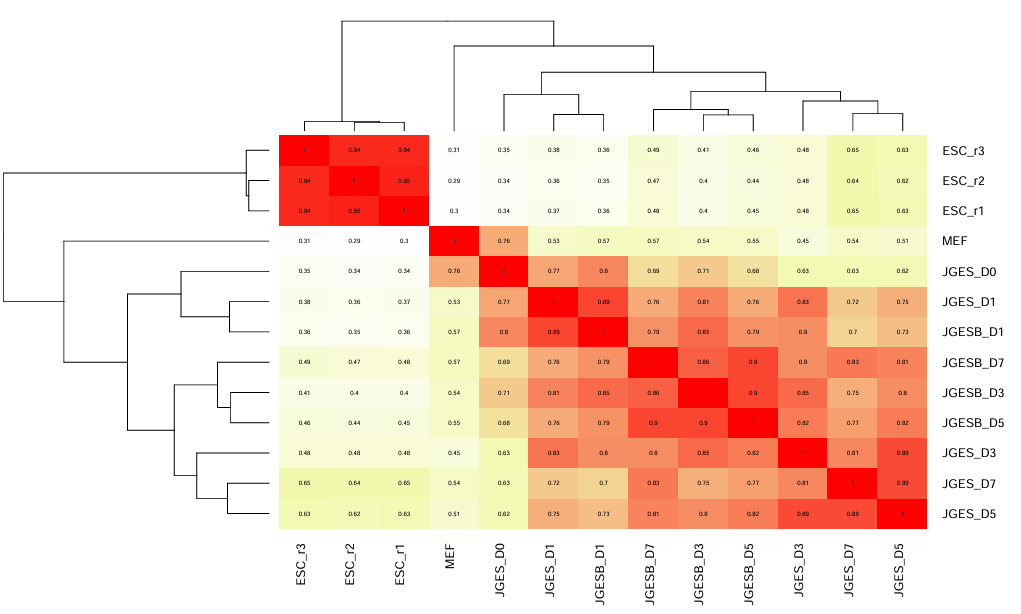 1 0.94 0.94 0.31 0.35 0.38 0.36 0.49 0.41 0.46 0.48 0.65 0.63 ESC_r3
0.94 1 0.95 0.29 0.34 0.36 0.35 0.47 0.4 0.44 0.48 0.64 0.62 ESC_r2
0.94 0.95 1 0.3 0.34 0.37 0.36 0.48 0.4 0.45 0.48 0.65 0.63 ESC_r1
0.31 0.29 0.3 1 0.76 0.53 0.57 0.57 0.54 0.55 0.45 0.54 0.51 MEF
0.35 0.34 0.34 0.76 1 0.77 0.8 0.69 0.71 0.68 0.63 0.63 0.62 JGES_D0
0.38 0.36 0.37 0.53 0.77 1 0.89 0.76 0.81 0.76 0.83 0.72 0.75 JGES_D1
0.36 0.35 0.36 0.57 0.8 0.89 1 0.79 0.85 0.79 0.8 0.7 0.73 JGESB_D1
0.49 0.47 0.48 0.57 0.69 0.76 0.79 1 0.86 0.9 0.8 0.83 0.81 JGESB_D7
0.41 0.4 0.4 0.54 0.71 0.81 0.85 0.86 1 0.9 0.85 0.75 0.8 JGESB_D3
0.46 0.44 0.45 0.55 0.68 0.76 0.79 0.9 0.9 1 0.82 0.77 0.82 JGESB_D5
0.48 0.48 0.48 0.45 0.63 0.83 0.8 0.8 0.85 0.82 1 0.81 0.89 JGES_D3
0.65 0.64 0.65 0.54 0.63 0.72 0.7 0.83 0.75 0.77 0.81 1 0.89 JGES_D7
0.63 0.62 0.63 0.51 0.62 0.75 0.73 0.81 0.8 0.82 0.89 0.89 1 JGES_D5
ESC_r3
ESC_r2
ESC_r1
MEF
JGES_D0
JGES_D1
JGESB_D1
JGESB_D7
JGESB_D3
JGESB_D5
JGES_D3
JGES_D7
JGES_D5